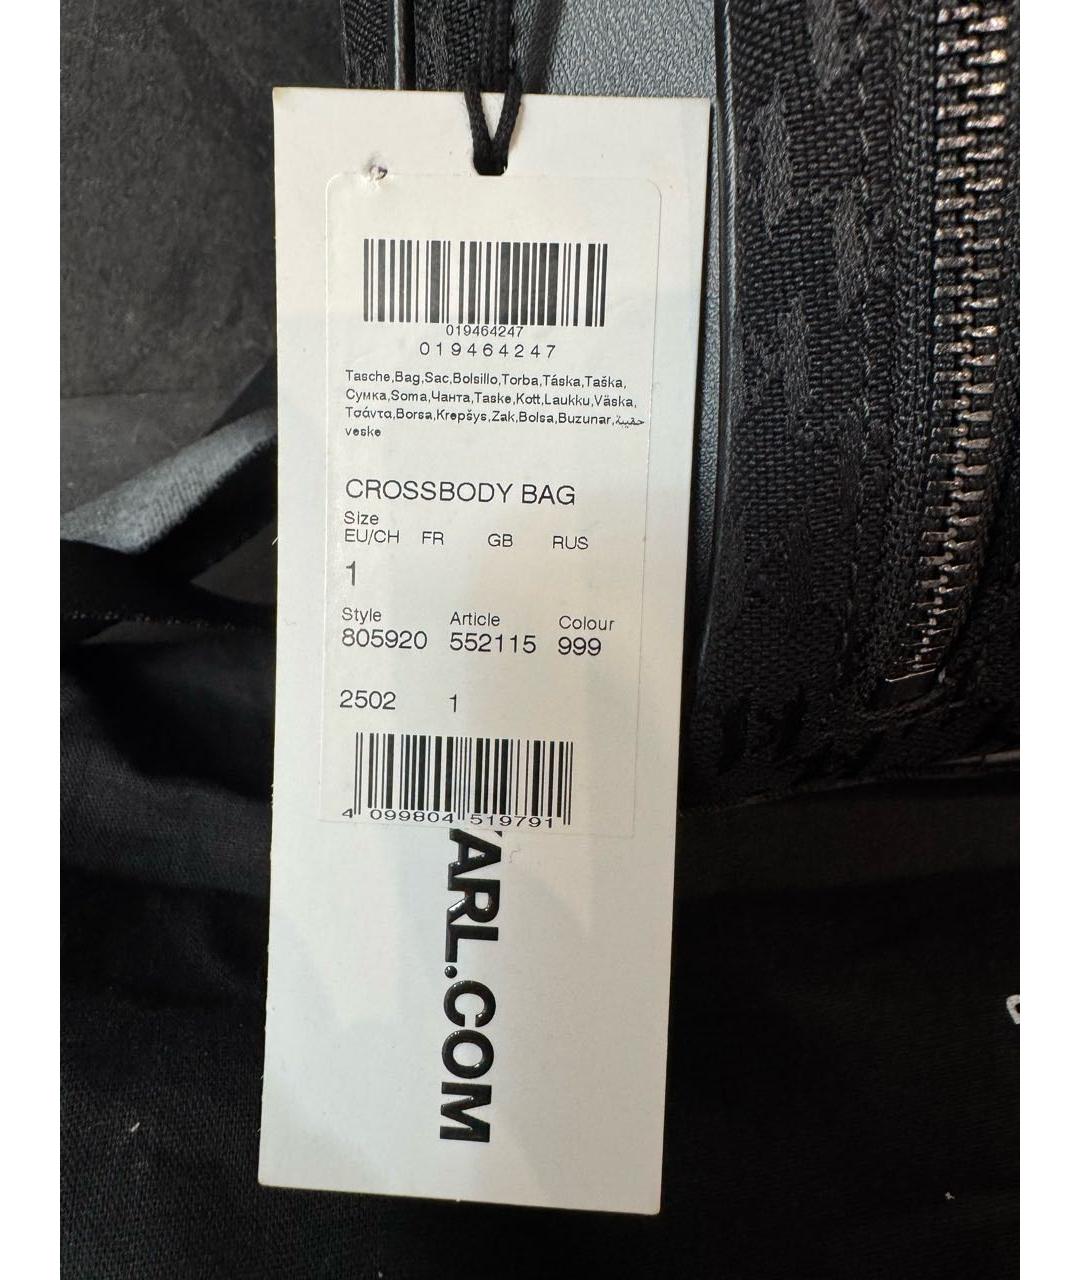 019464247
019464247
Tasche,Bag,Sac,Bolsillo,Torba,Táska,Taška,
Сумка,Soma,Чанта,Taske,Kott,Laukku,Väska,
Τσάντα,Borsa,Krepšys,Zak,Bolsa,Buzunar,حقيبة
veske
CROSSBODY BAG
Size
EU/CH FR GB RUS
1
Style Article Colour
805920 552115 999
2502 1
4 099804 519791
ARL.COM